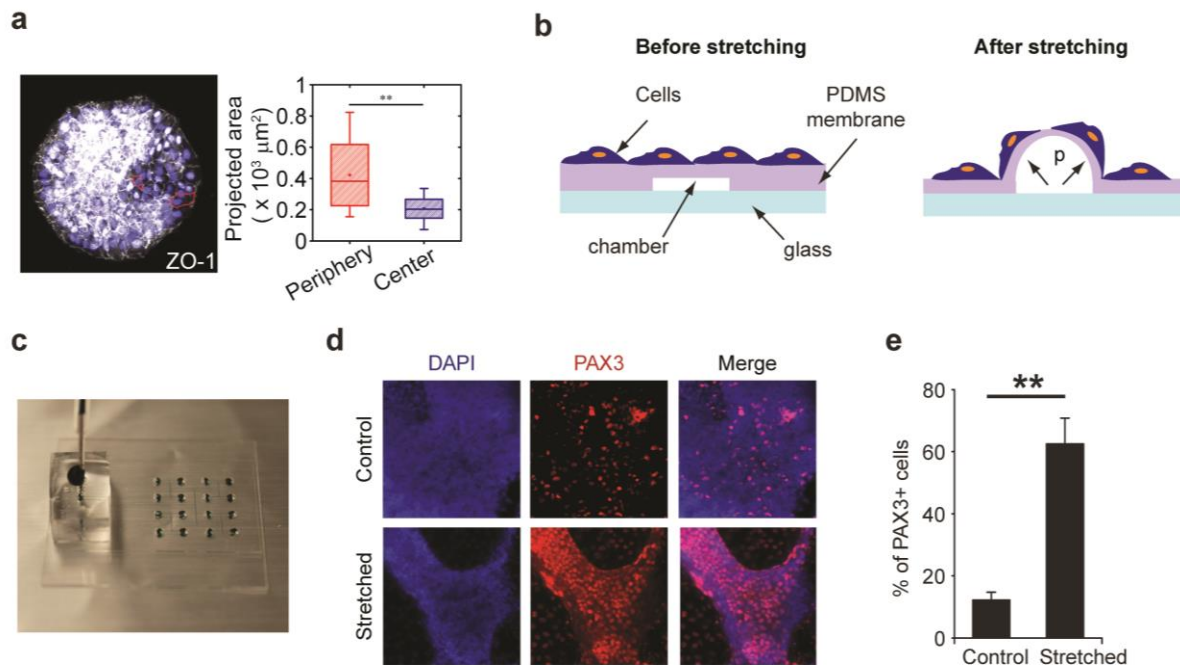 a
ZO-1
Projected area
( x 10³ μm²)
1
0.8
0.6
0.4
0.2
0
**
Periphery
Center
b
Before stretching
After stretching
Cells
PDMS
membrane
chamber
glass
p
c
d
DAPI
PAX3
Merge
Control
Stretched
e
% of PAX3+ cells
80
60
40
20
0
**
Control
Stretched